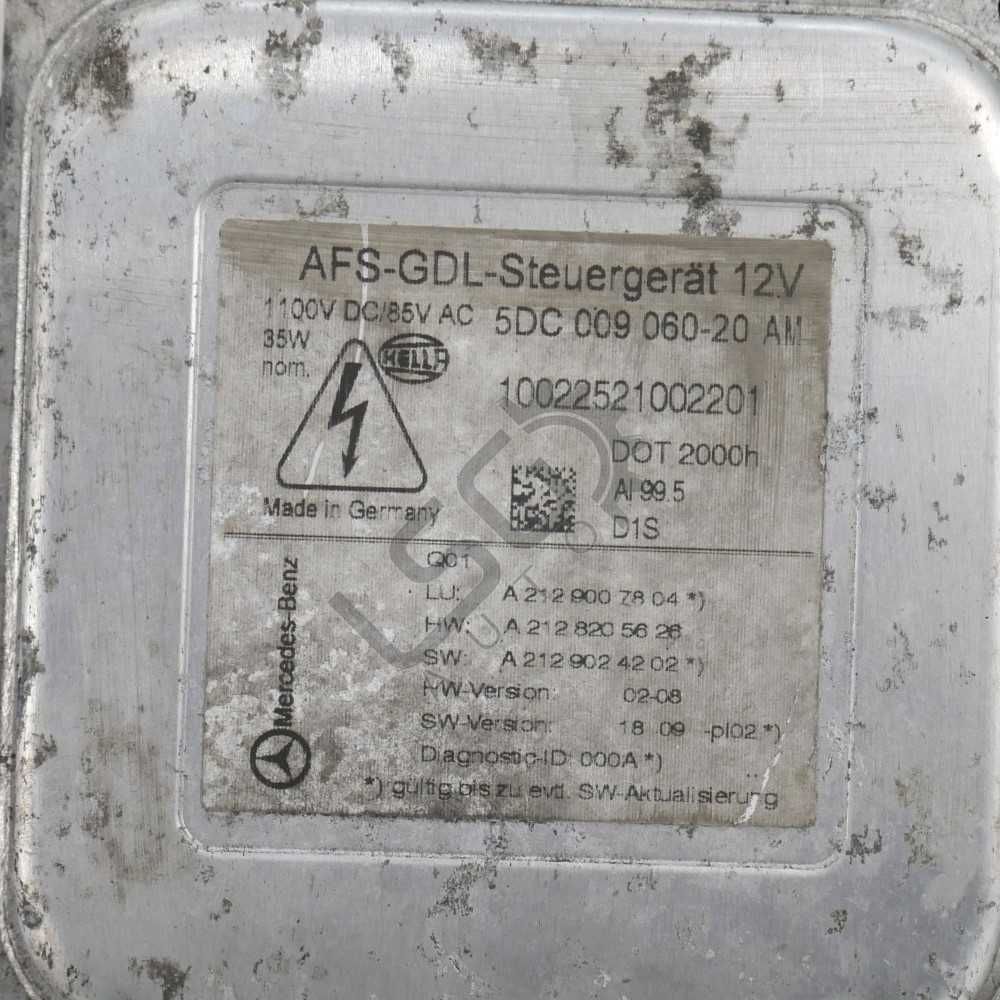 AFS-GDL-Steuergerät 12V
1100V DC/85V AC 5DC 009 060-20 AM
35W
nom.
HELLA
10022521002201
DOT 2000h
Al 99.5
D1S
Made in Germany
Mercedes-Benz
Q01
LU: A 212 900 78 04 *)
HW: A 212 820 56 26
SW: A 212 902 42 02 *)
HW-Version: 02-08
SW-Version: 18 .09 -pl02 *)
Diagnostic-ID: 000A *)
*) gültig bis zu evtl. SW-Aktualisierung